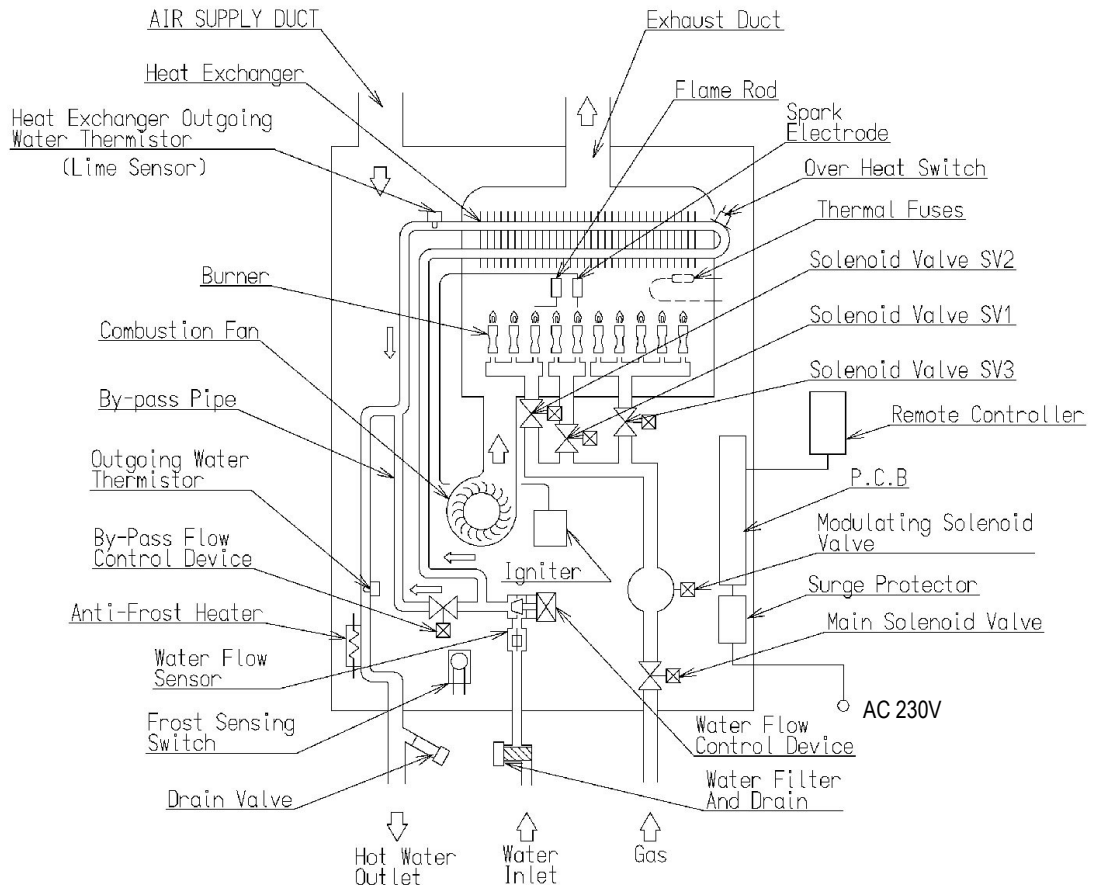 AIR SUPPLY DUCT
Exhaust Duct
Heat Exchanger
Flame Rod
Heat Exchanger Outgoing
Water Thermistor
(Lime Sensor)
Spark
Electrode
Over Heat Switch
Thermal Fuses
Solenoid Valve SV2
Burner
Solenoid Valve SV1
Combustion Fan
Solenoid Valve SV3
By-pass Pipe
Remote Controller
Outgoing Water
Thermistor
P.C.B
Modulating Solenoid
Valve
By-Pass Flow
Control Device
Igniter
Surge Protector
Anti-Frost Heater
Main Solenoid Valve
Water Flow
Sensor
AC 230V
Frost Sensing
Switch
Water Flow
Control Device
Drain Valve
Water Filter
And Drain
Hot Water
Outlet
Water
Inlet
Gas